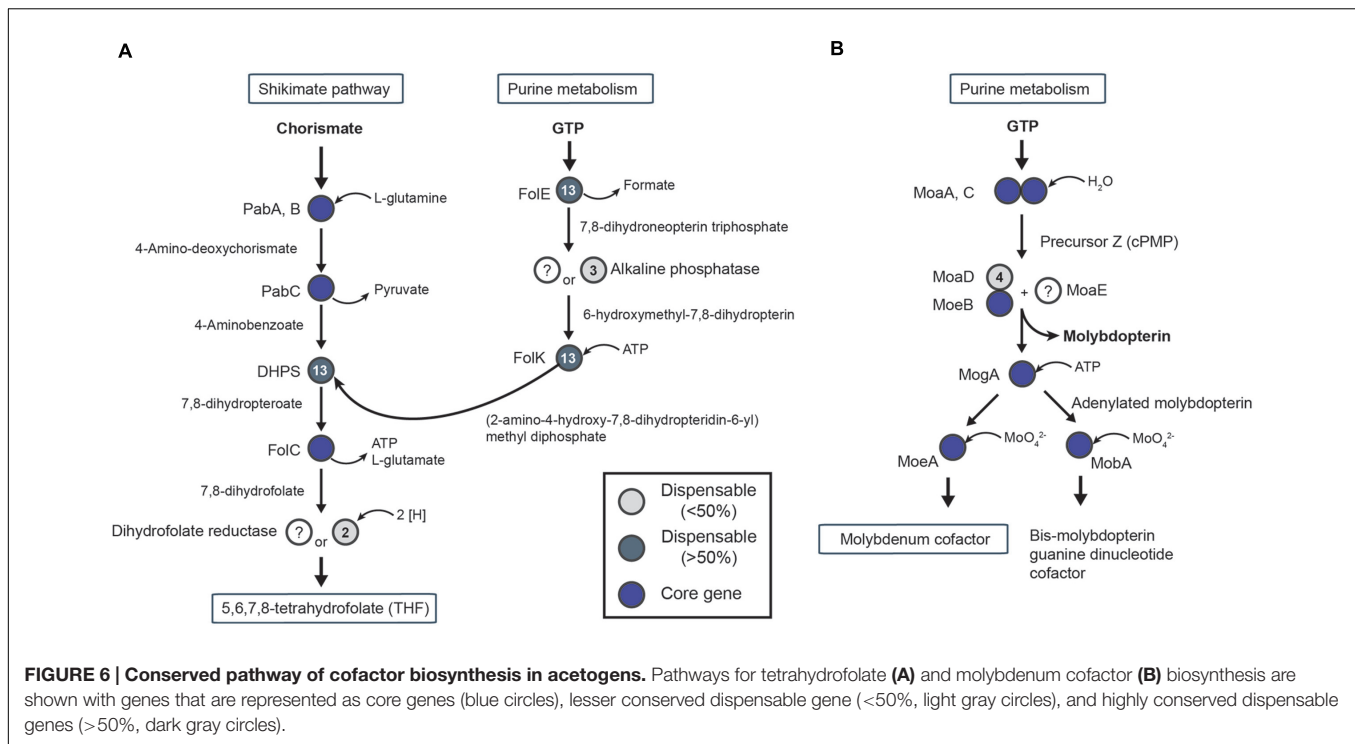 A
Shikimate pathway
Chorismate
PabA, B
L-glutamine
4-Amino-deoxychorismate
PabC
Pyruvate
4-Aminobenzoate
DHPS
13
7,8-dihydropteroate
FolC
ATP
L-glutamate
7,8-dihydrofolate
Dihydrofolate reductase
?
or
2
2 [H]
5,6,7,8-tetrahydrofolate (THF)
Purine metabolism
GTP
FolE
13
Formate
7,8-dihydroneopterin triphosphate
?
or
3
Alkaline phosphatase
6-hydroxymethyl-7,8-dihydropterin
FolK
13
ATP
(2-amino-4-hydroxy-7,8-dihydropteridin-6-yl)
methyl diphosphate
Dispensable
(<50%)
Dispensable
(>50%)
Core gene
B
Purine metabolism
GTP
MoaA, C
H₂O
Precursor Z (cPMP)
MoaD
4
MoeB
+
?
MoaE
Molybdopterin
MogA
ATP
Adenylated molybdopterin
MoeA
MoO₄²⁻
MoO₄²⁻
MobA
Molybdenum cofactor
Bis-molybdopterin
guanine dinucleotide
cofactor
FIGURE 6 | Conserved pathway of cofactor biosynthesis in acetogens. Pathways for tetrahydrofolate (A) and molybdenum cofactor (B) biosynthesis are
shown with genes that are represented as core genes (blue circles), lesser conserved dispensable gene (<50%, light gray circles), and highly conserved dispensable
genes (>50%, dark gray circles).